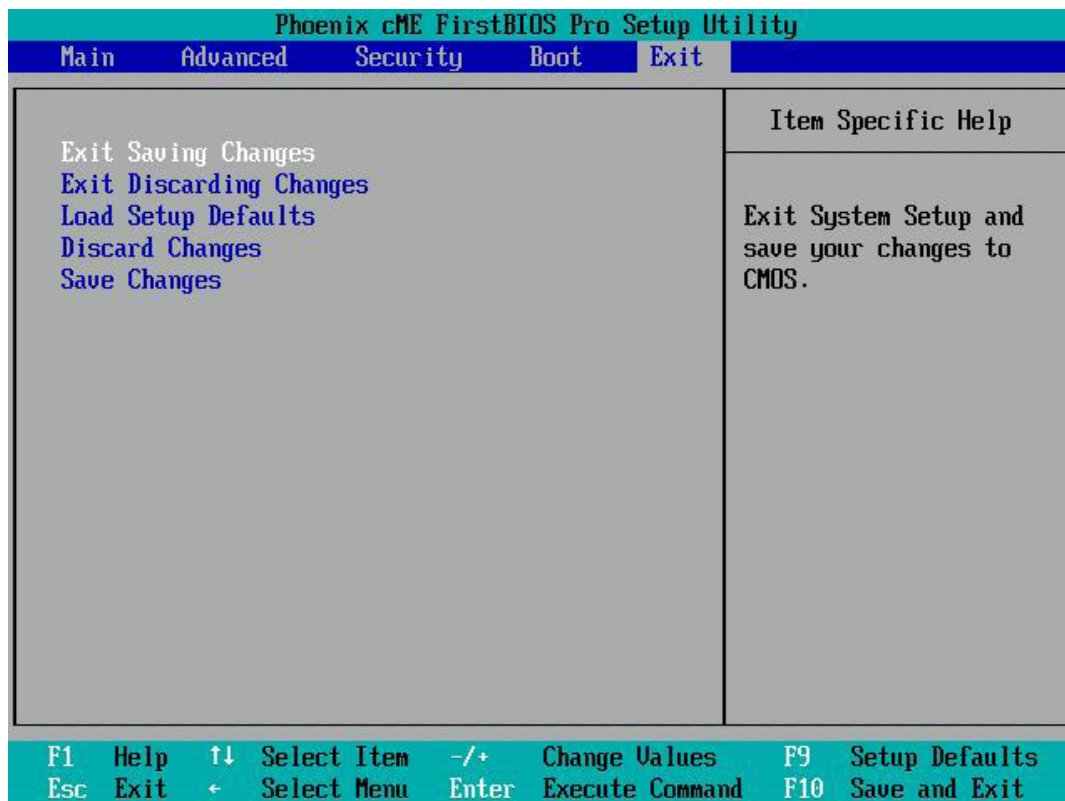 Phoenix cME FirstBIOS Pro Setup Utility
Main Advanced Security Boot Exit
Item Specific Help
Exit Saving Changes
Exit Discarding Changes
Load Setup Defaults
Discard Changes
Save Changes
Exit System Setup and
save your changes to
CMOS.
F1 Help ↑↓ Select Item -/+ Change Values F9 Setup Defaults
Esc Exit ← Select Menu Enter Execute Command F10 Save and Exit